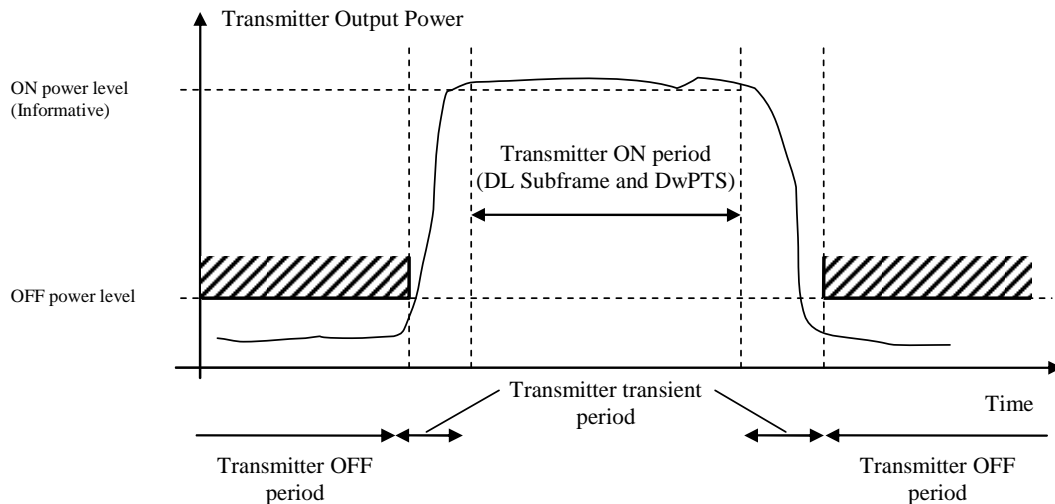 Transmitter Output Power
ON power level
(Informative)
Transmitter ON period
(DL Subframe and DwPTS)
OFF power level
Transmitter transient
period
Time
Transmitter OFF
period
Transmitter OFF
period